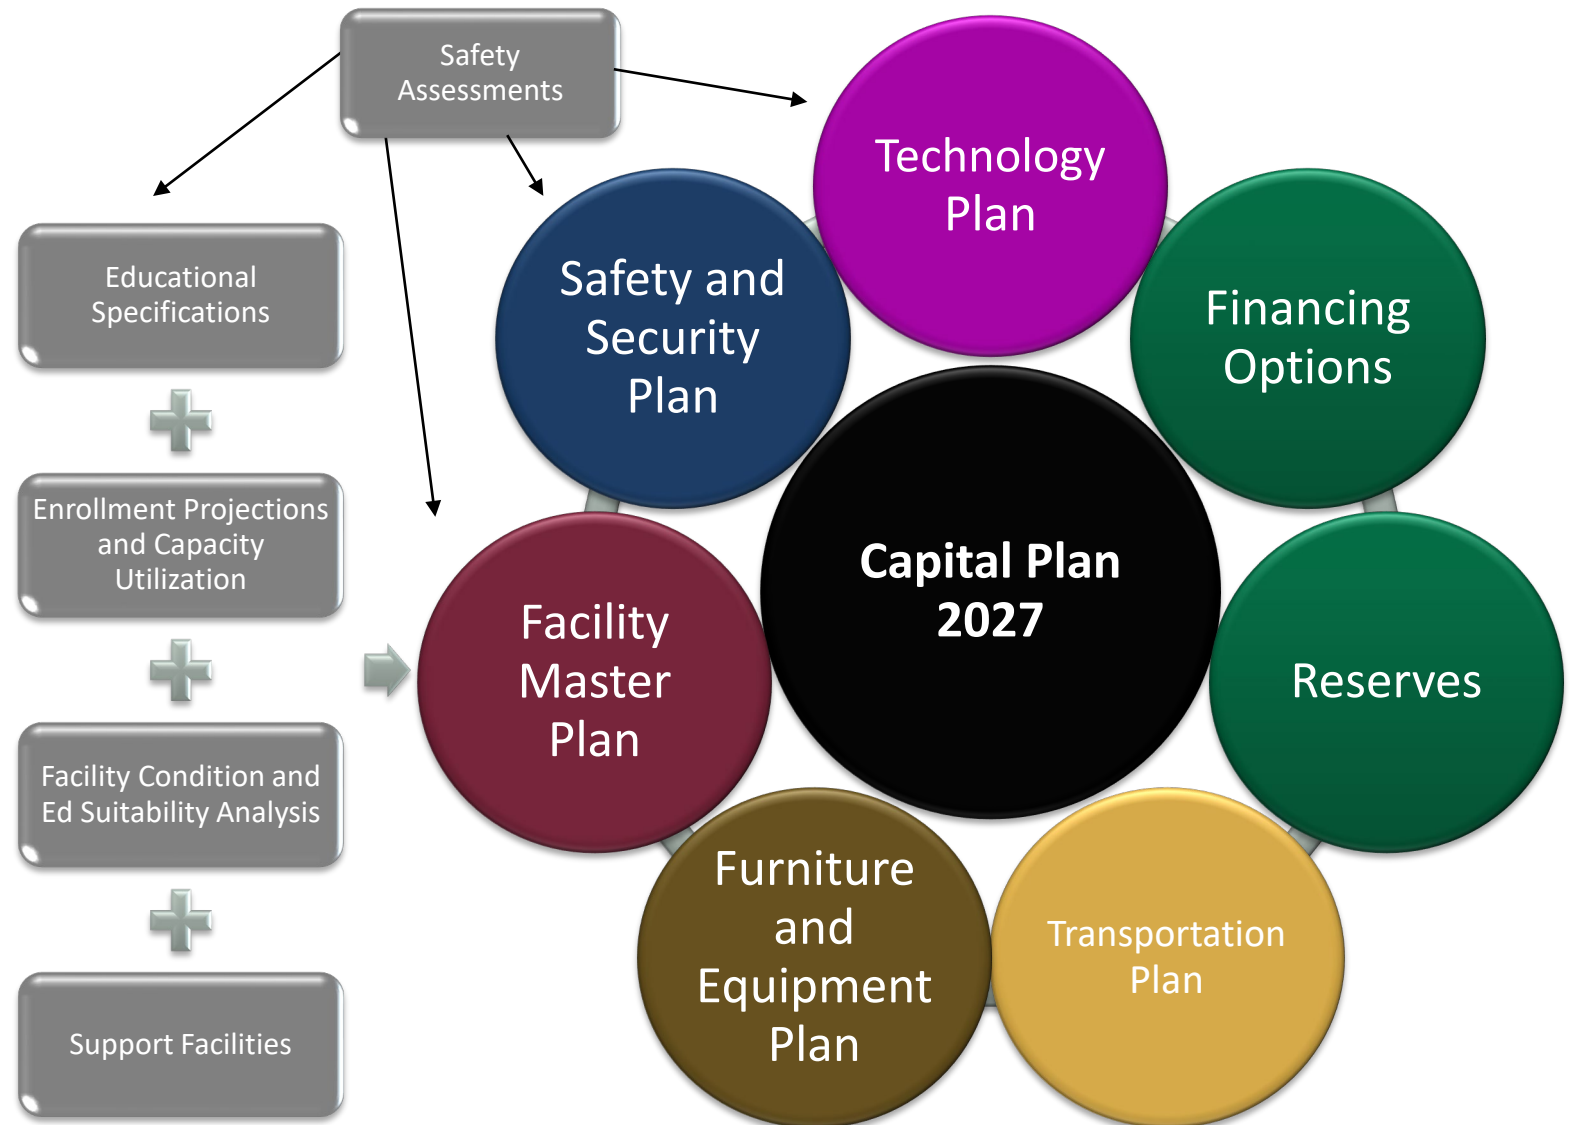 Safety
Assessments
Educational
Specifications
Enrollment Projections
and Capacity
Utilization
Facility Condition and
Ed Suitability Analysis
Support Facilities
Technology
Plan
Safety and
Security
Plan
Financing
Options
Capital Plan
2027
Facility
Master
Plan
Reserves
Furniture
and
Equipment
Plan
Transportation
Plan